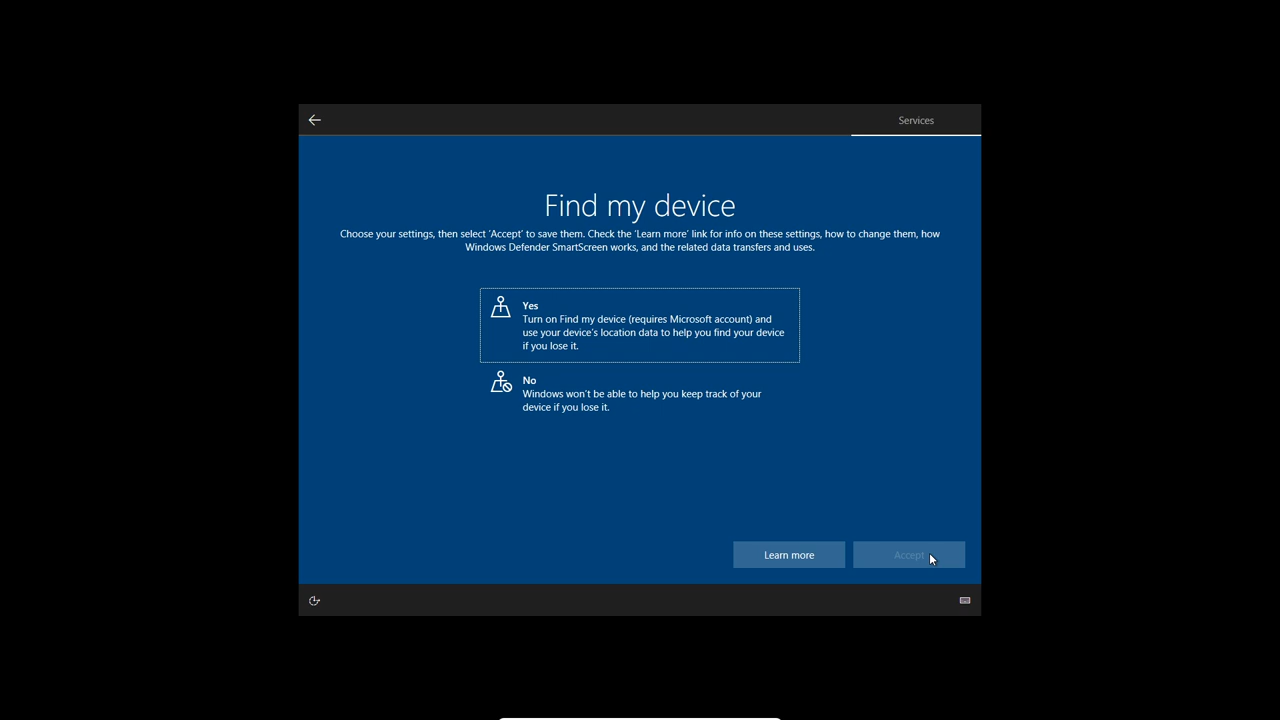 Services
Find my device
Choose your settings, then select 'Accept' to save them. Check the 'Learn more' link for info on these settings, how to change them, how
Windows Defender SmartScreen works, and the related data transfers and uses.
Yes
Turn on Find my device (requires Microsoft account) and
use your device's location data to help you find your device
if you lose it.
No
Windows won't be able to help you keep track of your
device if you lose it.
Learn more
Accept